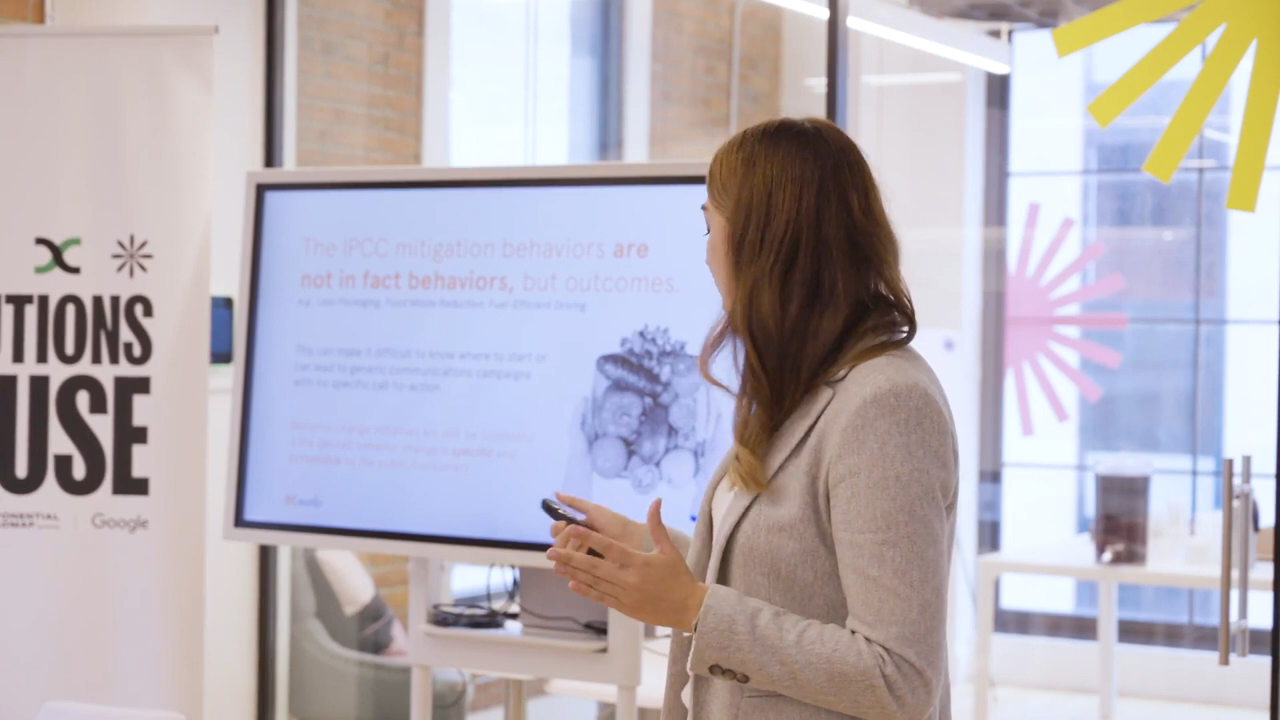 UTIONS
USE
ONENTIAL
DMAP
Google
The IPCC mitigation behaviors are
not in fact behaviors, but outcomes.
e.g., Less Packaging, Food Waste Reduction, Fuel-Efficient Driving
This can make it difficult to know where to start or
can lead to generic communications campaigns
with no specific call-to-action.